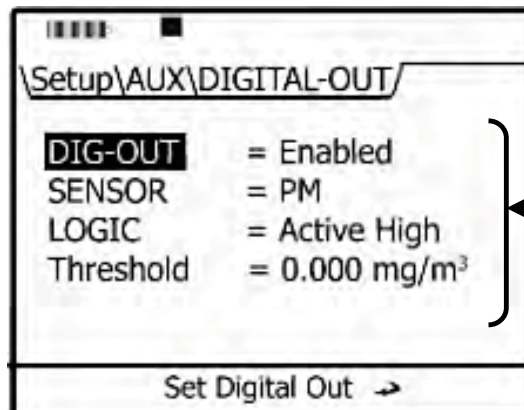 \Setup\AUX\DIGITAL-OUT/
DIG-OUT = Enabled
SENSOR = PM
LOGIC = Active High
Threshold = 0.000 mg/m³
Set Digital Out